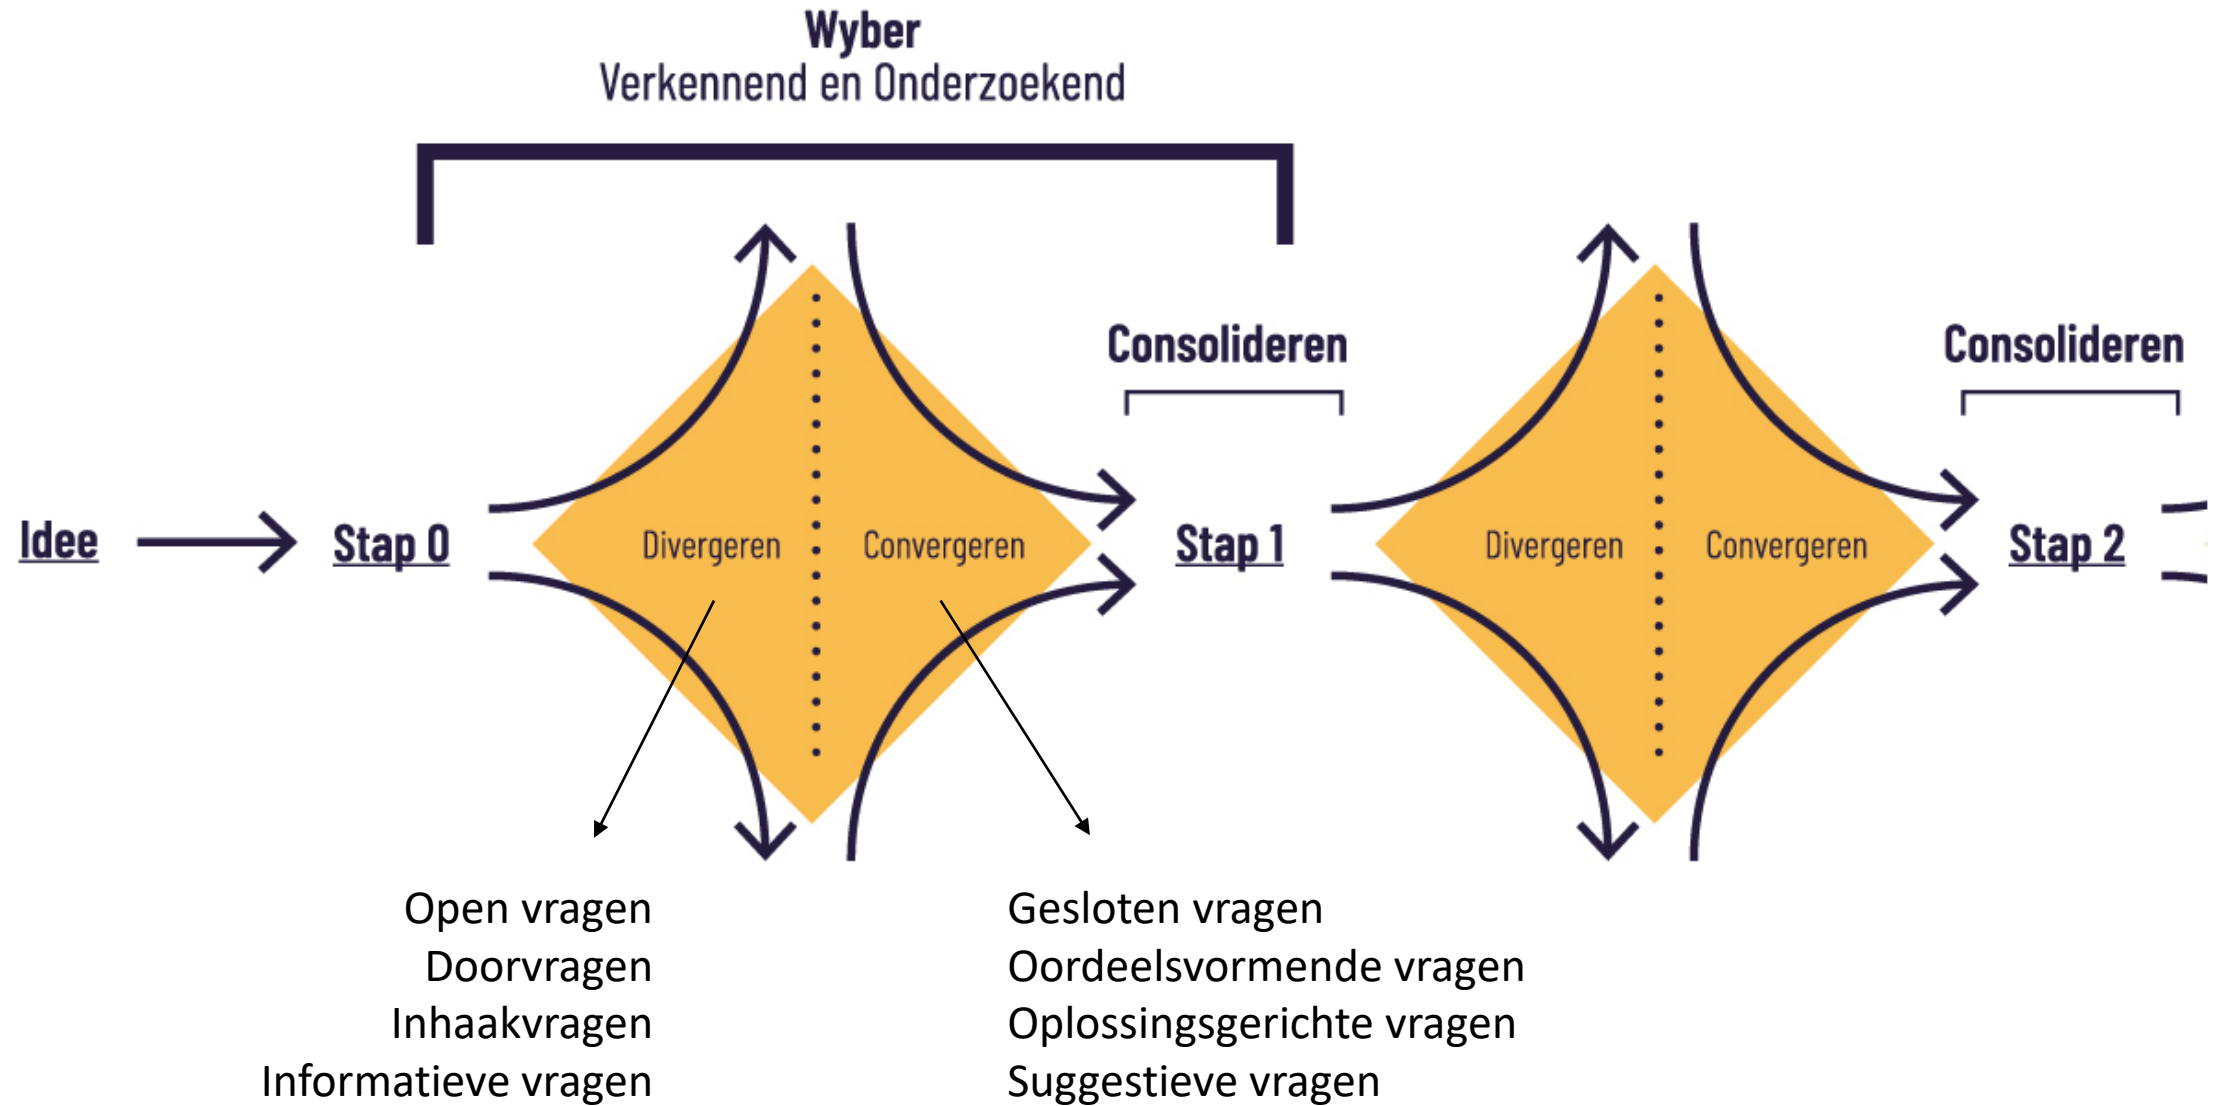 Wyber
Verkennend en Onderzoekend
Consolideren
Consolideren
Idee
Stap 0
Divergeren
Convergeren
Stap 1
Divergeren
Convergeren
Stap 2
Open vragen
Doorvragen
Inhaakvragen
Informatieve vragen
Gesloten vragen
Oordeelsvormende vragen
Oplossingsgerichte vragen
Suggestieve vragen